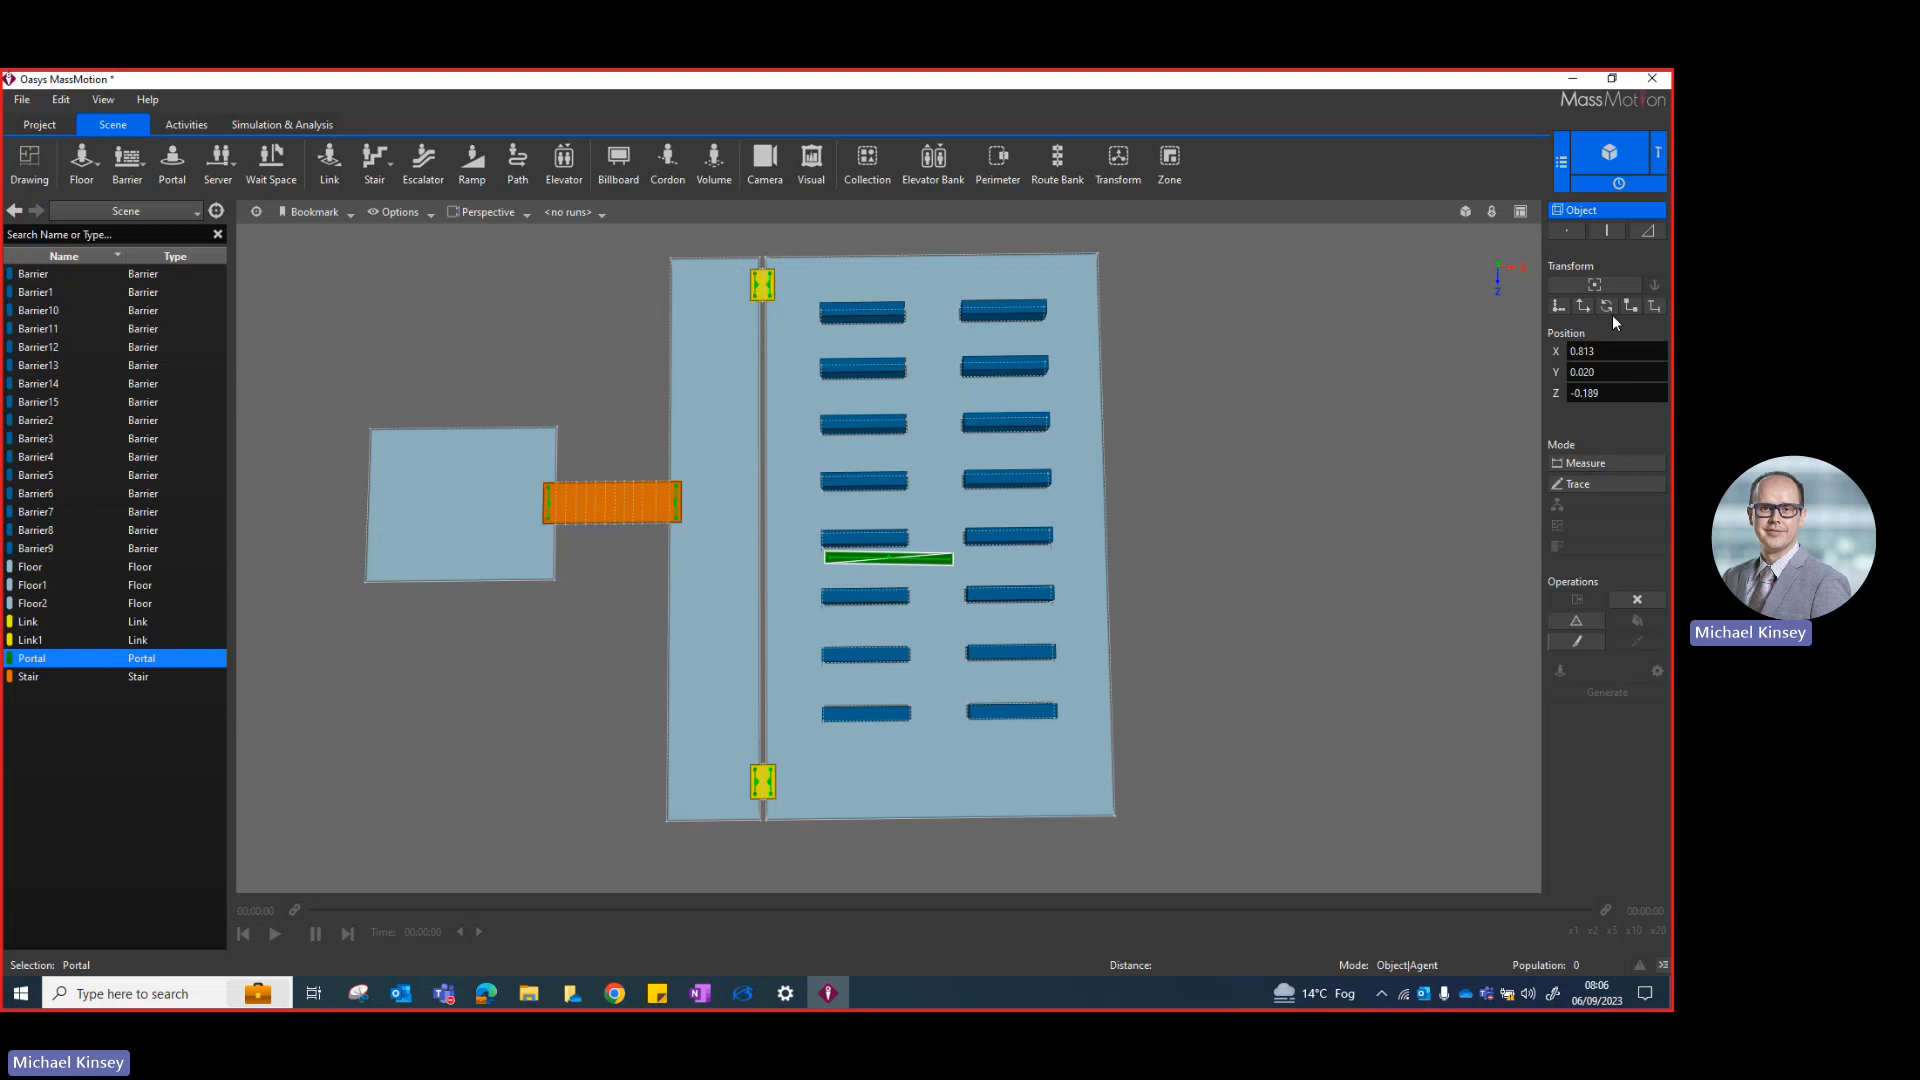 Oasys MassMotion *
File Edit View Help
MassMotion
Project Scene Activities Simulation & Analysis
Drawing Floor Barrier Portal Server Wait Space Link Stair Escalator Ramp Path Elevator Billboard Cordon Volume Camera Visual Collection Elevator Bank Perimeter Route Bank Transform Zone
T
Scene
Bookmark Options Perspective <no runs>
Object
Search Name or Type...
Name Type
Barrier Barrier
Barrier1 Barrier
Barrier10 Barrier
Barrier11 Barrier
Barrier12 Barrier
Barrier13 Barrier
Barrier14 Barrier
Barrier15 Barrier
Barrier2 Barrier
Barrier3 Barrier
Barrier4 Barrier
Barrier5 Barrier
Barrier6 Barrier
Barrier7 Barrier
Barrier8 Barrier
Barrier9 Barrier
Floor Floor
Floor1 Floor
Floor2 Floor
Link Link
Link1 Link
Portal Portal
Stair Stair
Z
Transform
Position
X 0.813
Y 0.020
Z -0.189
Mode
Measure
Trace
Operations
Generate
00:00:00 00:00:00
Time: 00:00:00 x1 x2 x5 x10 x20
Selection: Portal Distance: Mode: Object|Agent Population: 0
Type here to search
14°C Fog
08:06
06/09/2023
Michael Kinsey
Michael Kinsey